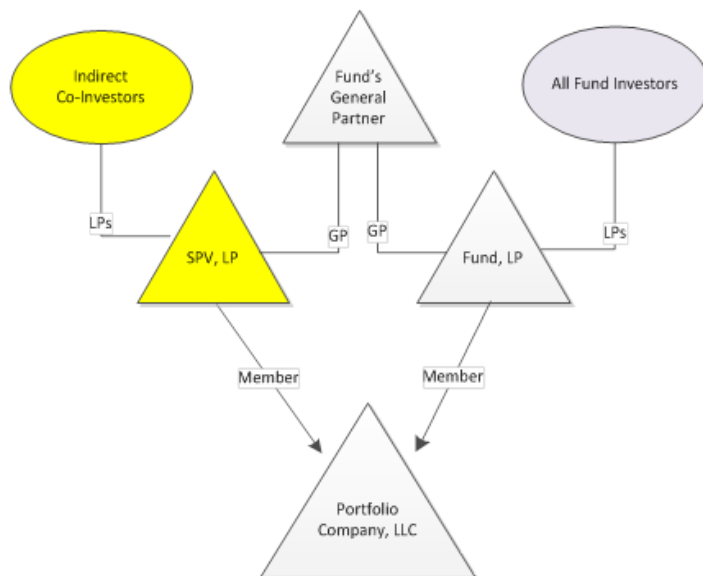 Indirect
Co-Investors
Fund's
General
Partner
All Fund Investors
LPs
GP
GP
LPs
SPV, LP
Fund, LP
Member
Member
Portfolio
Company, LLC